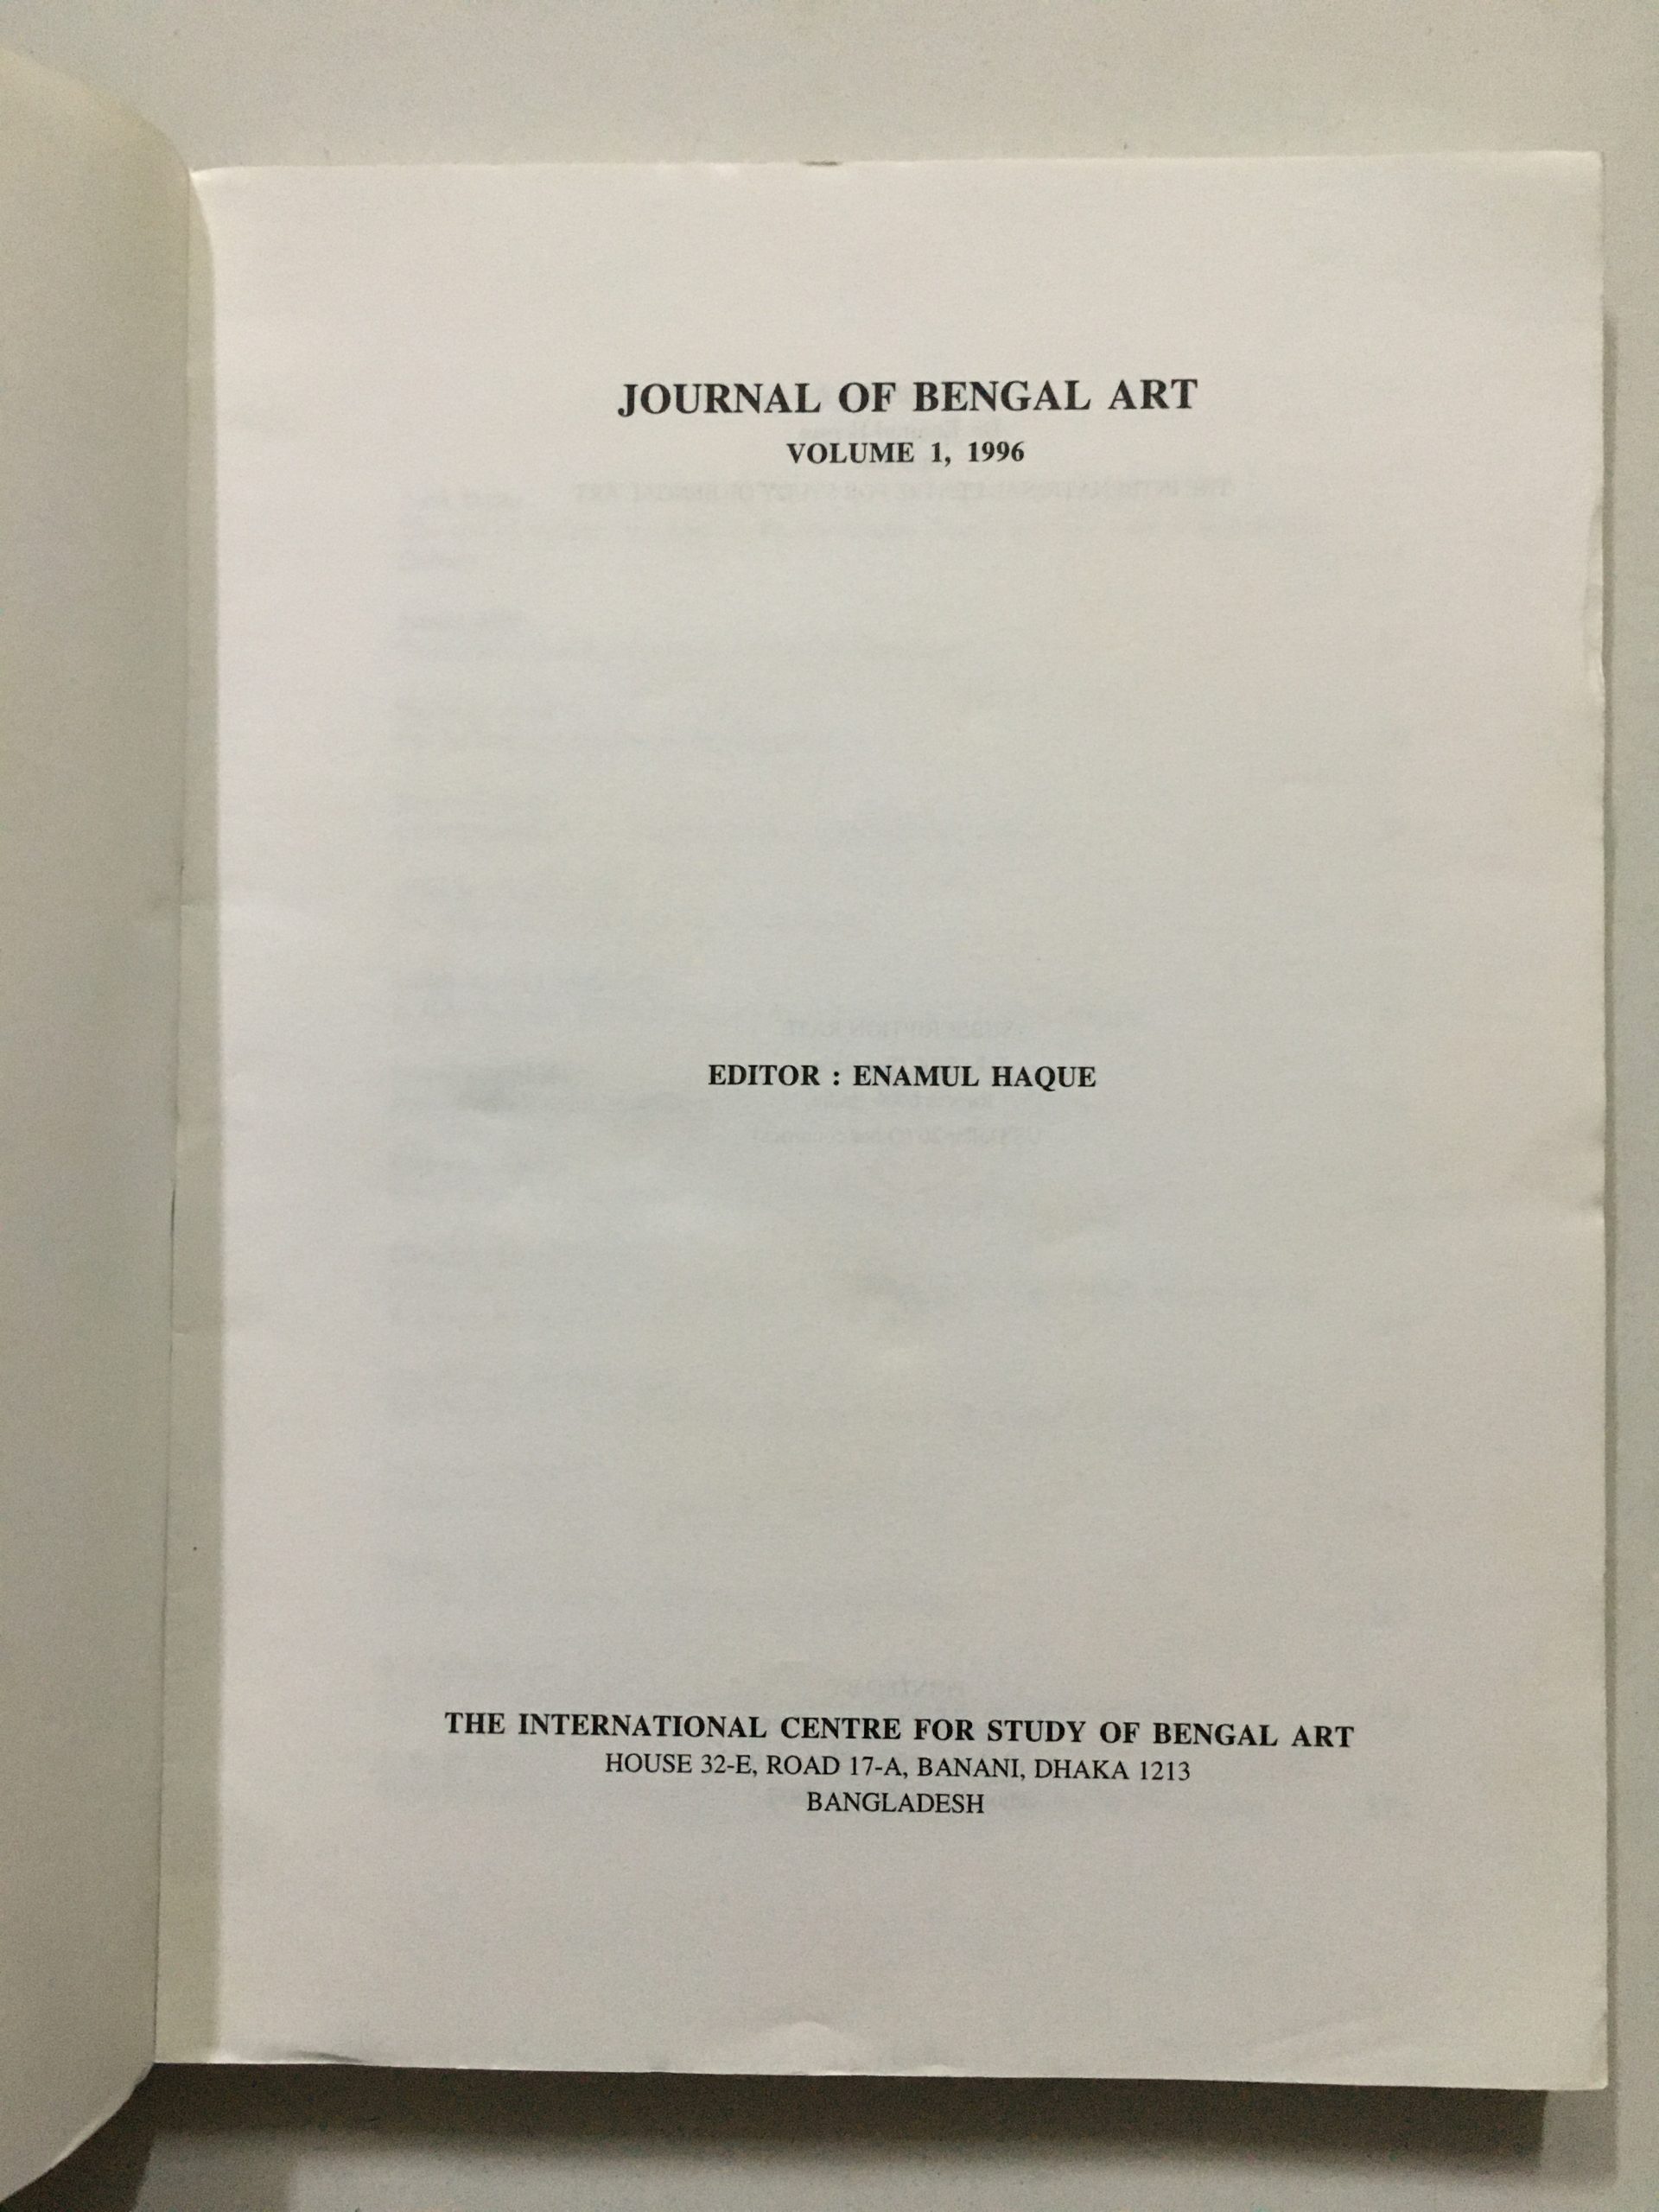 JOURNAL OF BENGAL ART
VOLUME 1, 1996
EDITOR : ENAMUL HAQUE
THE INTERNATIONAL CENTRE FOR STUDY OF BENGAL ART
HOUSE 32-E, ROAD 17-A, BANANI, DHAKA 1213
BANGLADESH